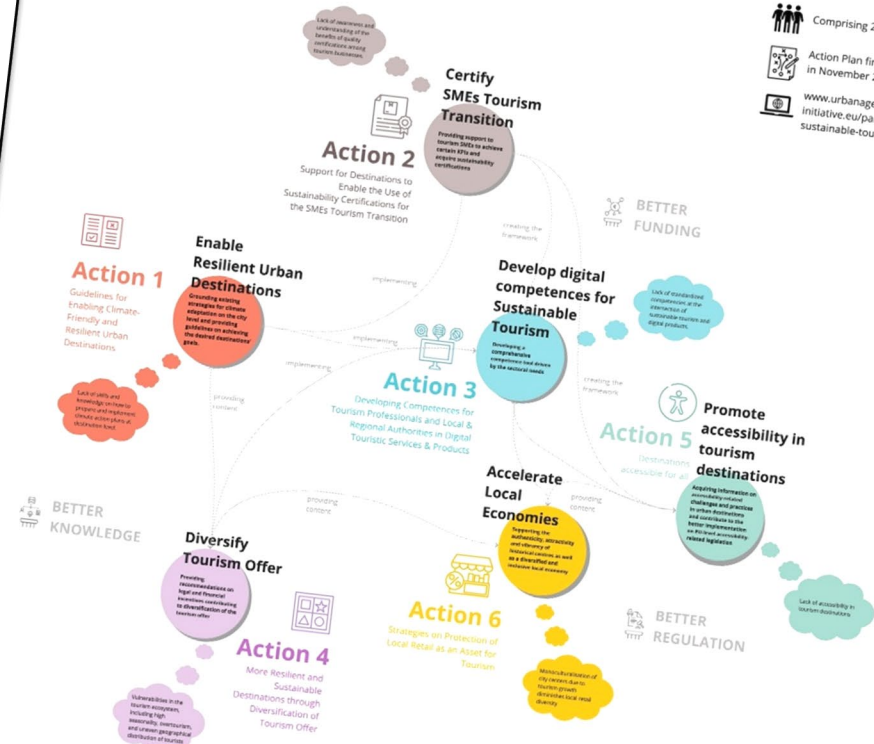 Lack of awareness and
understanding of the
benefits of quality
certifications among
tourism businesses.
Certify
SMEs Tourism
Transition
Providing support to
tourism SMEs to achieve
certain KPIs and
acquire sustainability
certifications
Action 2
Support for Destinations to
Enable the Use of
Sustainability Certifications for
the SMEs Tourism Transition
Comprising 2
Action Plan fin
in November 2
www.urbanage
initiative.eu/pa
sustainable-tou
BETTER
FUNDING
creating the
framework
implementing
Enable
Resilient Urban
Destinations
Grounding existing
strategies for climate
adaptation on the city
level and providing
guidelines on achieving
the desired destinations'
goals.
Action 1
Guidelines for
Enabling Climate-
Friendly and
Resilient Urban
Destinations
Lack of skills and
knowledge on how to
prepare and implement
climate action plans at
destination level.
implementing
implementing
providing
content
Develop digital
competences for
Sustainable
Tourism
Developing a
comprehensive
competence tool driven
by the sectoral needs
Lack of standardized
competences at the
intersection of
sustainable tourism and
digital products.
Action 3
Developing Competences for
Tourism Professionals and Local &
Regional Authorities in Digital
Touristic Services & Products
creating the
framework
Action 5
Destinations
accessible for all
Promote
accessibility in
tourism
destinations
Acquiring information on
accessibility-related
challenges and practices
in urban destinations
and contribute to the
better implementation
on EU-level accessibility-
related legislation
Lack of accessibility in
tourism destinations.
BETTER
KNOWLEDGE
providing
content
Accelerate
Local
Economies
Supporting the
authenticity, attractivity
and vibrancy of
historical centres as well
as a diversified and
inclusive local economy
providing
content
Diversify
Tourism Offer
Providing
recommendations on
legal and financial
incentives contributing
to diversification of the
tourism offer
Action 4
More Resilient and
Sustainable
Destinations through
Diversification of
Tourism Offer
Vulnerabilities in the
tourism ecosystem,
including high
seasonality, overtourism,
and uneven geographical
distribution of tourists
Action 6
Strategies on Protection of
Local Retail as an Asset for
Tourism
Monoculturalisation of
city centers due to
tourism growth
diminishes local retail
diversity
BETTER
REGULATION